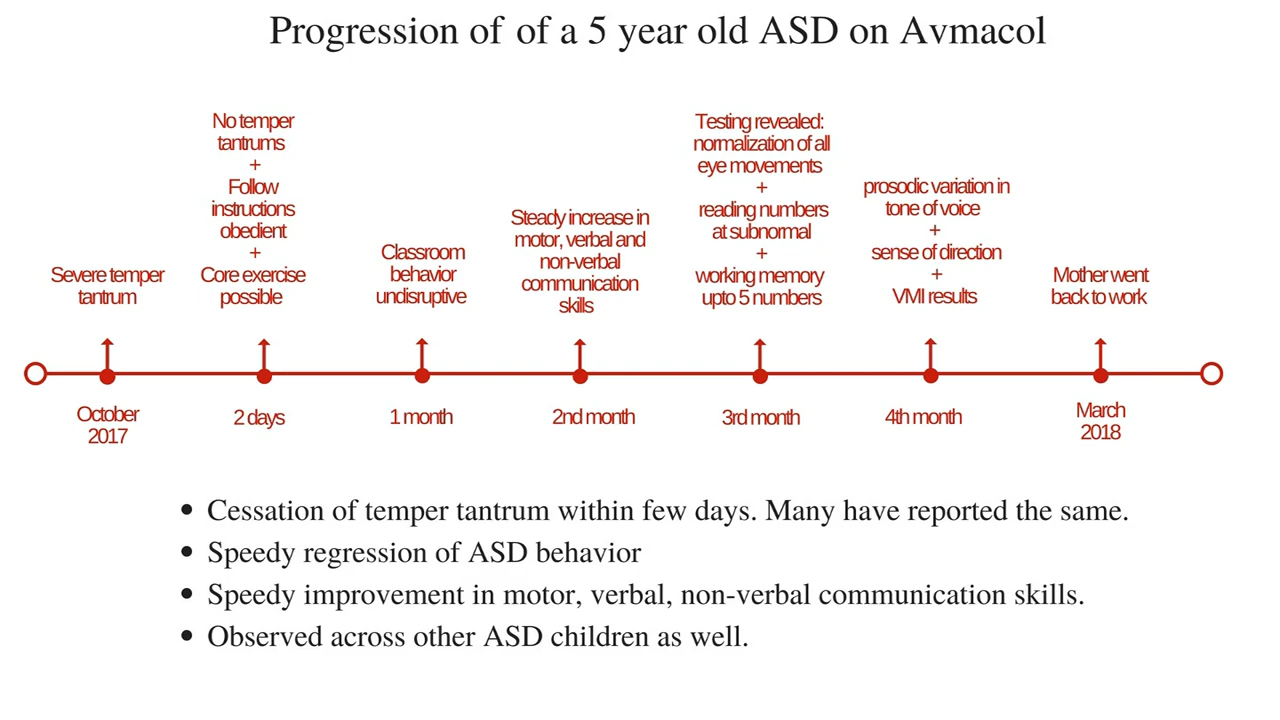 Progression of of a 5 year old ASD on Avmacol
Severe temper
tantrum
No temper
tantrums
+
Follow
instructions
obedient
+
Core exercise
possible
Classroom
behavior
undisruptive
Steady increase in
motor, verbal and
non-verbal
communication
skills
Testing revealed:
normalization of all
eye movements
+
reading numbers
at subnormal
+
working memory
upto 5 numbers
prosodic variation in
tone of voice
+
sense of direction
+
VMI results
Mother went
back to work
October
2017
2 days
1 month
2nd month
3rd month
4th month
March
2018
• Cessation of temper tantrum within few days. Many have reported the same.
• Speedy regression of ASD behavior
• Speedy improvement in motor, verbal, non-verbal communication skills.
• Observed across other ASD children as well.